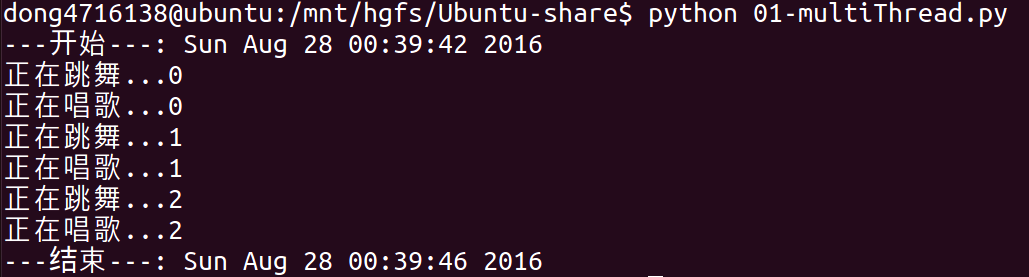 dong4716138@ubuntu:/mnt/hgfs/Ubuntu-share$ python 01-multiThread.py
---开始---: Sun Aug 28 00:39:42 2016
正在跳舞...0
正在唱歌...0
正在跳舞...1
正在唱歌...1
正在跳舞...2
正在唱歌...2
---结束---: Sun Aug 28 00:39:46 2016